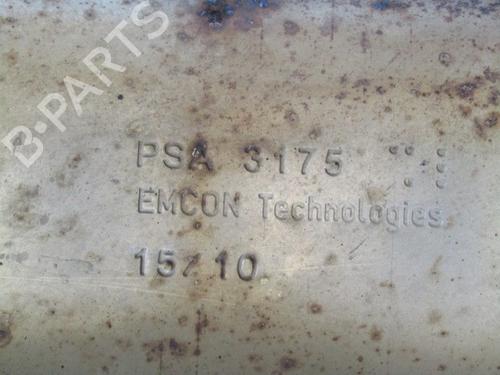 B-PARTS
PSA 3175
EMCON Technologies
15/10